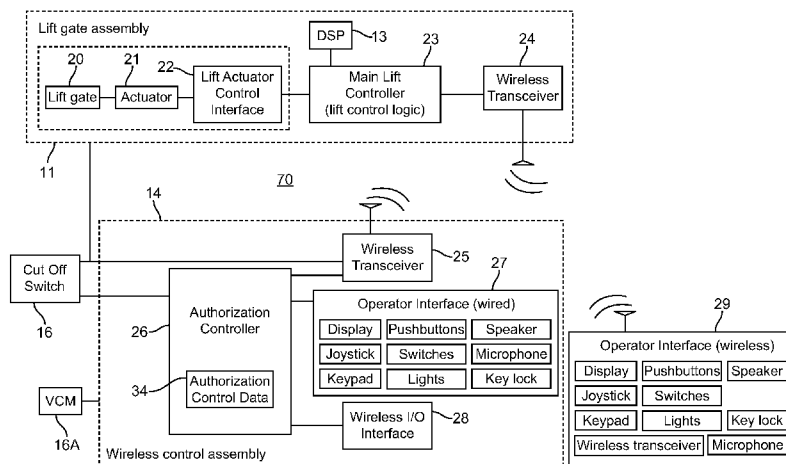 Lift gate assembly
DSP
13
20
21
22
23
24
Lift gate
Actuator
Lift Actuator
Control
Interface
Main Lift
Controller
(lift control logic)
Wireless
Transceiver
11
70
14
Cut Off
Switch
16
Wireless
Transceiver
25
26
Authorization
Controller
34
Authorization
Control Data
27
Operator Interface (wired)
Display
Pushbuttons
Speaker
Joystick
Switches
Microphone
Keypad
Lights
Key lock
VCM
16A
Wireless I/O
Interface
28
Wireless control assembly
29
Operator Interface (wireless)
Display
Pushbuttons
Speaker
Joystick
Switches
Keypad
Lights
Key lock
Wireless transceiver
Microphone